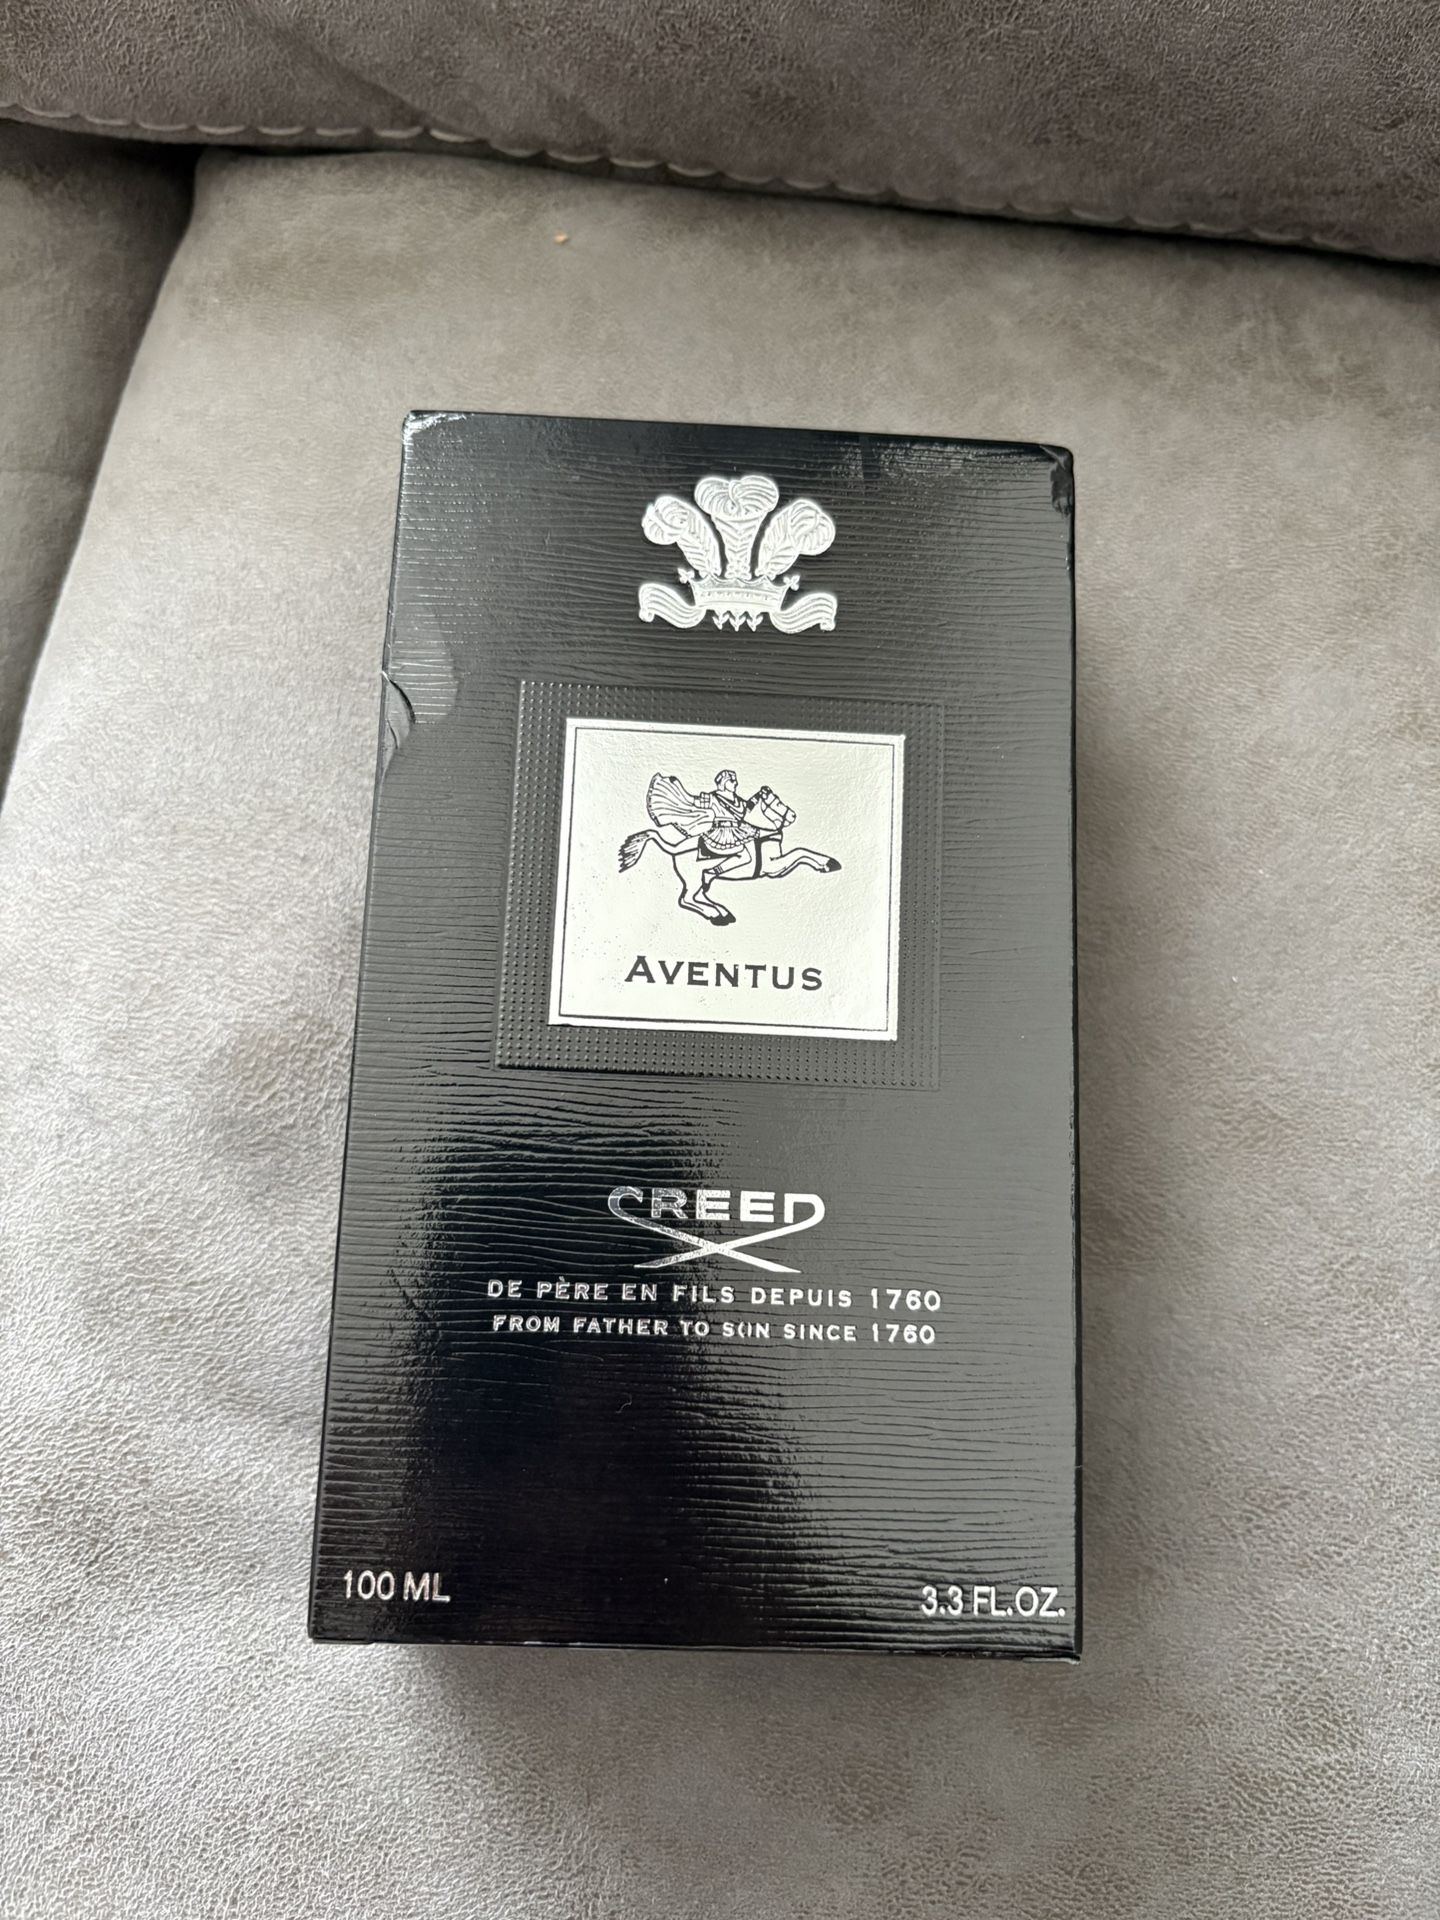 AVENTUS
CREED
DE PÈRE EN FILS DEPUIS 1760
FROM FATHER TO SON SINCE 1760
100 ML
3.3 FL.OZ.